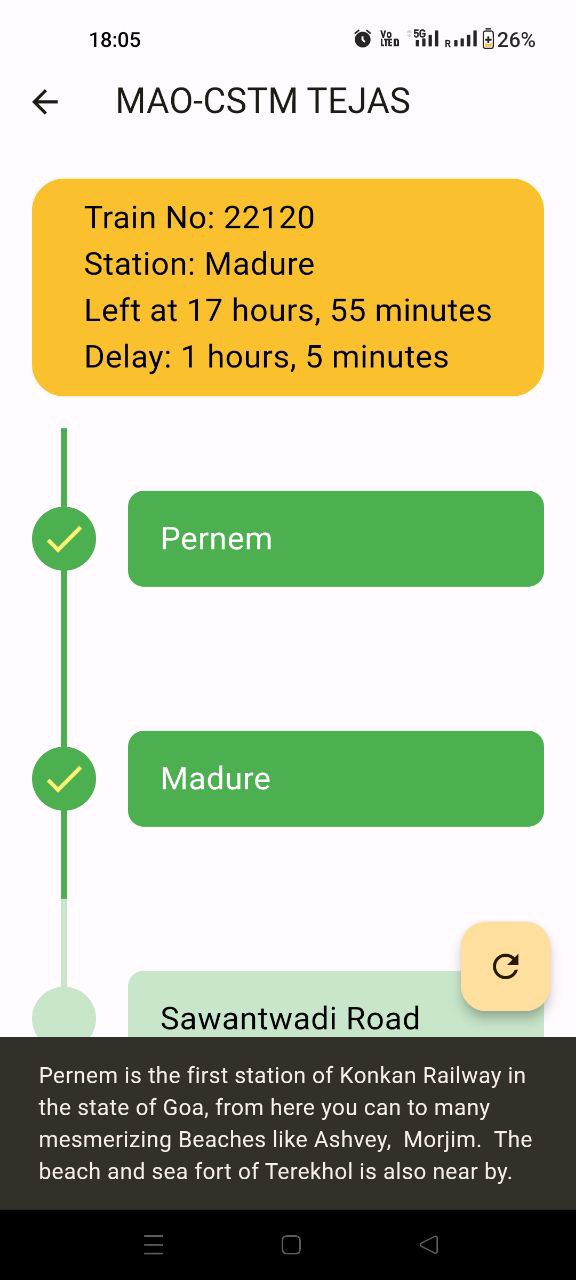 18:05
Vo
LTE D
5G
R
26%
MAO-CSTM TEJAS
Train No: 22120
Station: Madure
Left at 17 hours, 55 minutes
Delay: 1 hours, 5 minutes
Pernem
Madure
Sawantwadi Road
Pernem is the first station of Konkan Railway in
the state of Goa, from here you can to many
mesmerizing Beaches like Ashvey,  Morjim.  The
beach and sea fort of Terekhol is also near by.